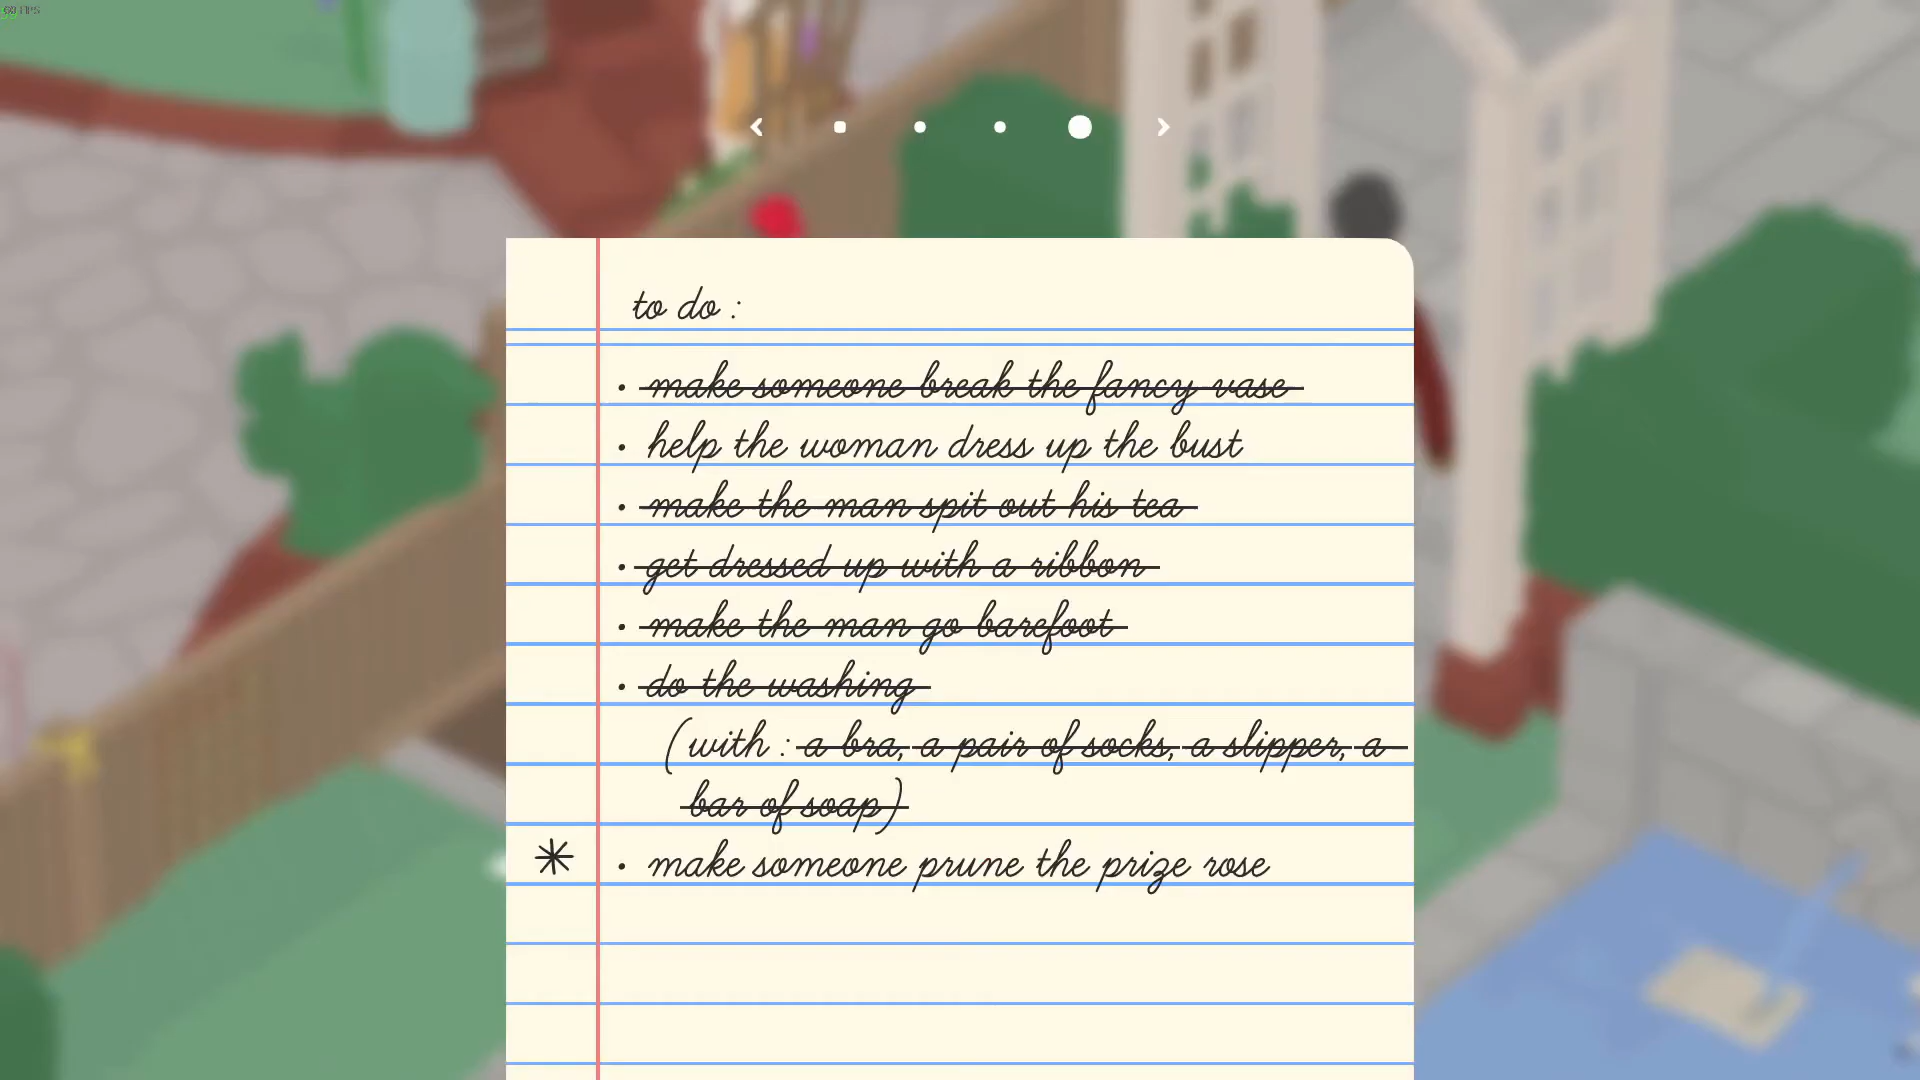 60 FPS
to do :
• make someone break the fancy vase
• help the woman dress up the bust
• make the man spit out his tea
• get dressed up with a ribbon
• make the man go barefoot
• do the washing
(with : a bra, a pair of socks, a slipper, a
bar of soap)
• make someone prune the prize rose